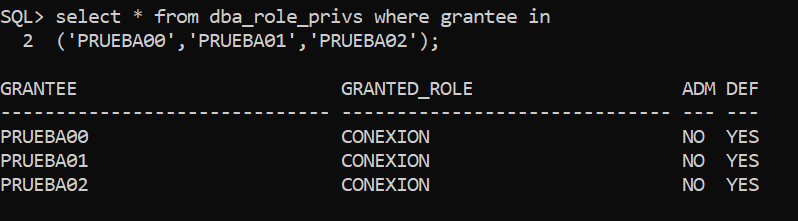 SQL> select * from dba_role_privs where grantee in
  2  ('PRUEBA00','PRUEBA01','PRUEBA02');
GRANTEE                        GRANTED_ROLE                   ADM DEF
------------------------------ ------------------------------ --- ---
PRUEBA00                       CONEXION                       NO  YES
PRUEBA01                       CONEXION                       NO  YES
PRUEBA02                       CONEXION                       NO  YES